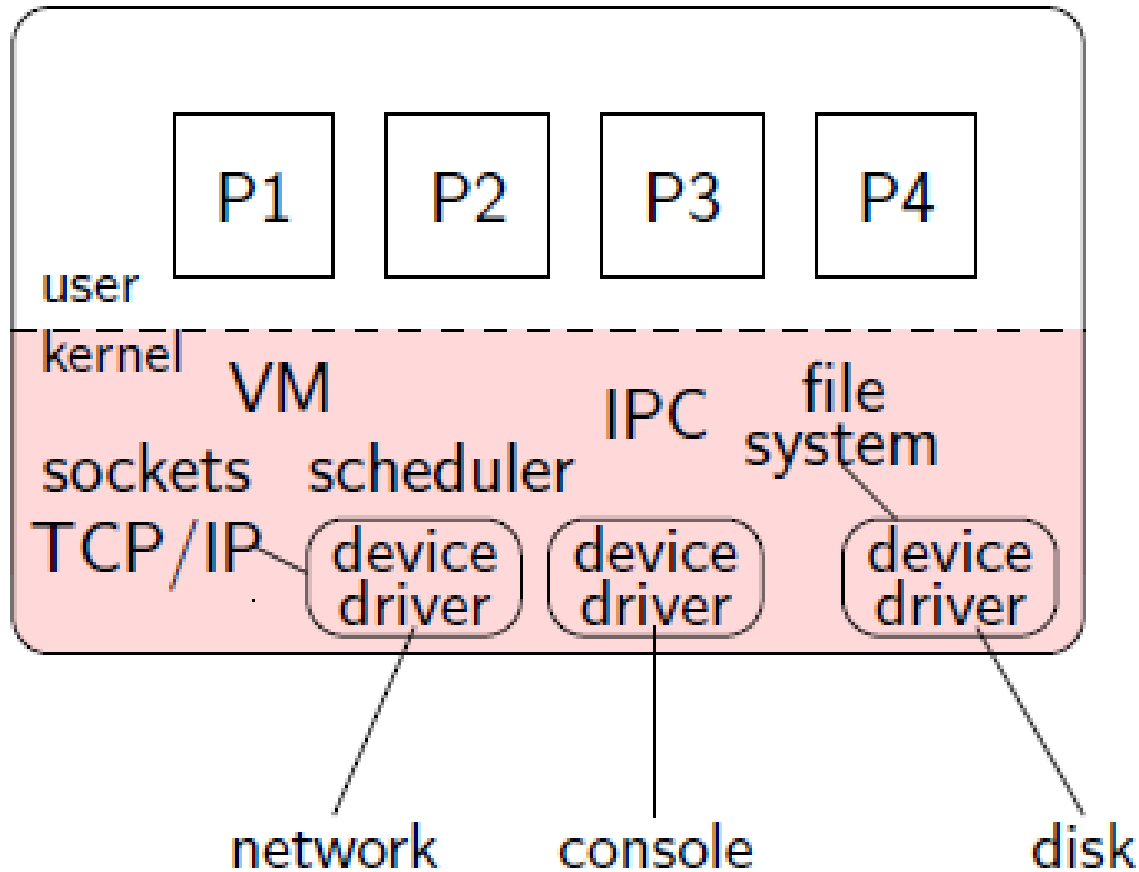 P1 P2 P3 P4
user
kernel
VM
IPC
file
system
sockets
scheduler
TCP/IP
device
driver
device
driver
device
driver
network
console
disk